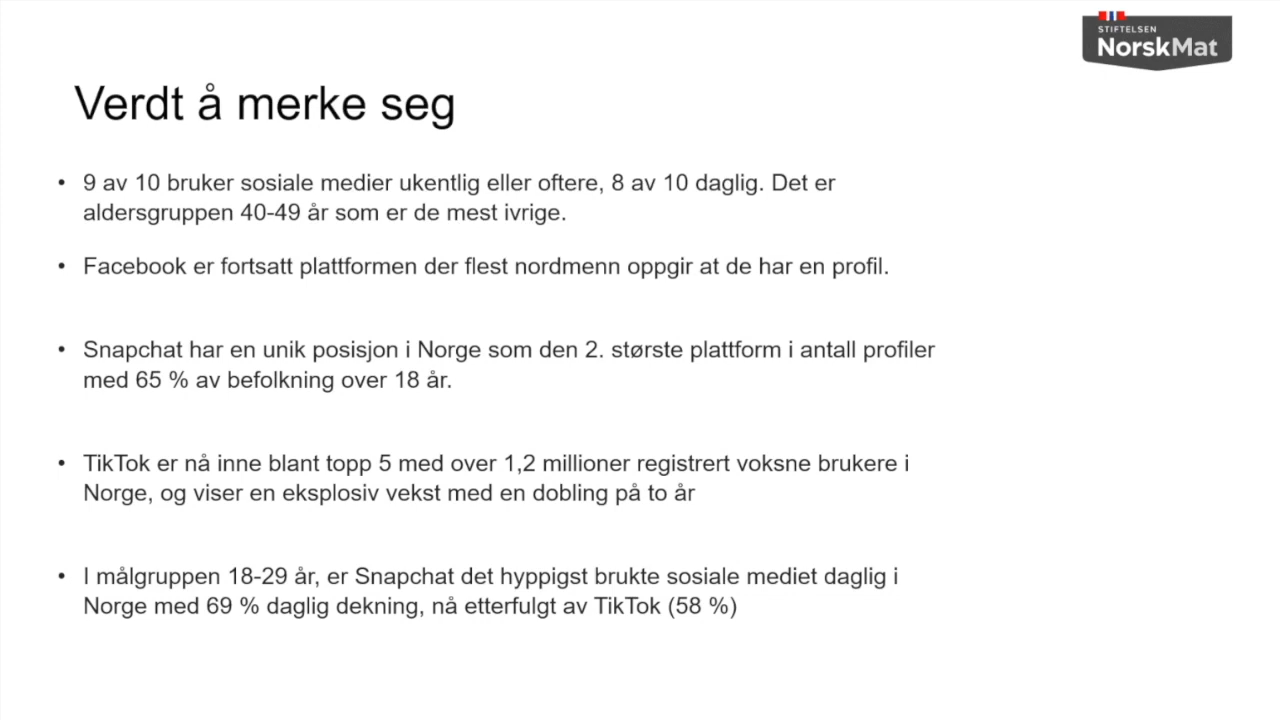 STIFTELSEN
NorskMat
Verdt å merke seg
• 9 av 10 bruker sosiale medier ukentlig eller oftere, 8 av 10 daglig. Det er
aldersgruppen 40-49 år som er de mest ivrige.
• Facebook er fortsatt plattformen der flest nordmenn oppgir at de har en profil.
• Snapchat har en unik posisjon i Norge som den 2. største plattform i antall profiler
med 65 % av befolkning over 18 år.
• TikTok er nå inne blant topp 5 med over 1,2 millioner registrert voksne brukere i
Norge, og viser en eksplosiv vekst med en dobling på to år
• I målgruppen 18-29 år, er Snapchat det hyppigst brukte sosiale mediet daglig i
Norge med 69 % daglig dekning, nå etterfulgt av TikTok (58 %)